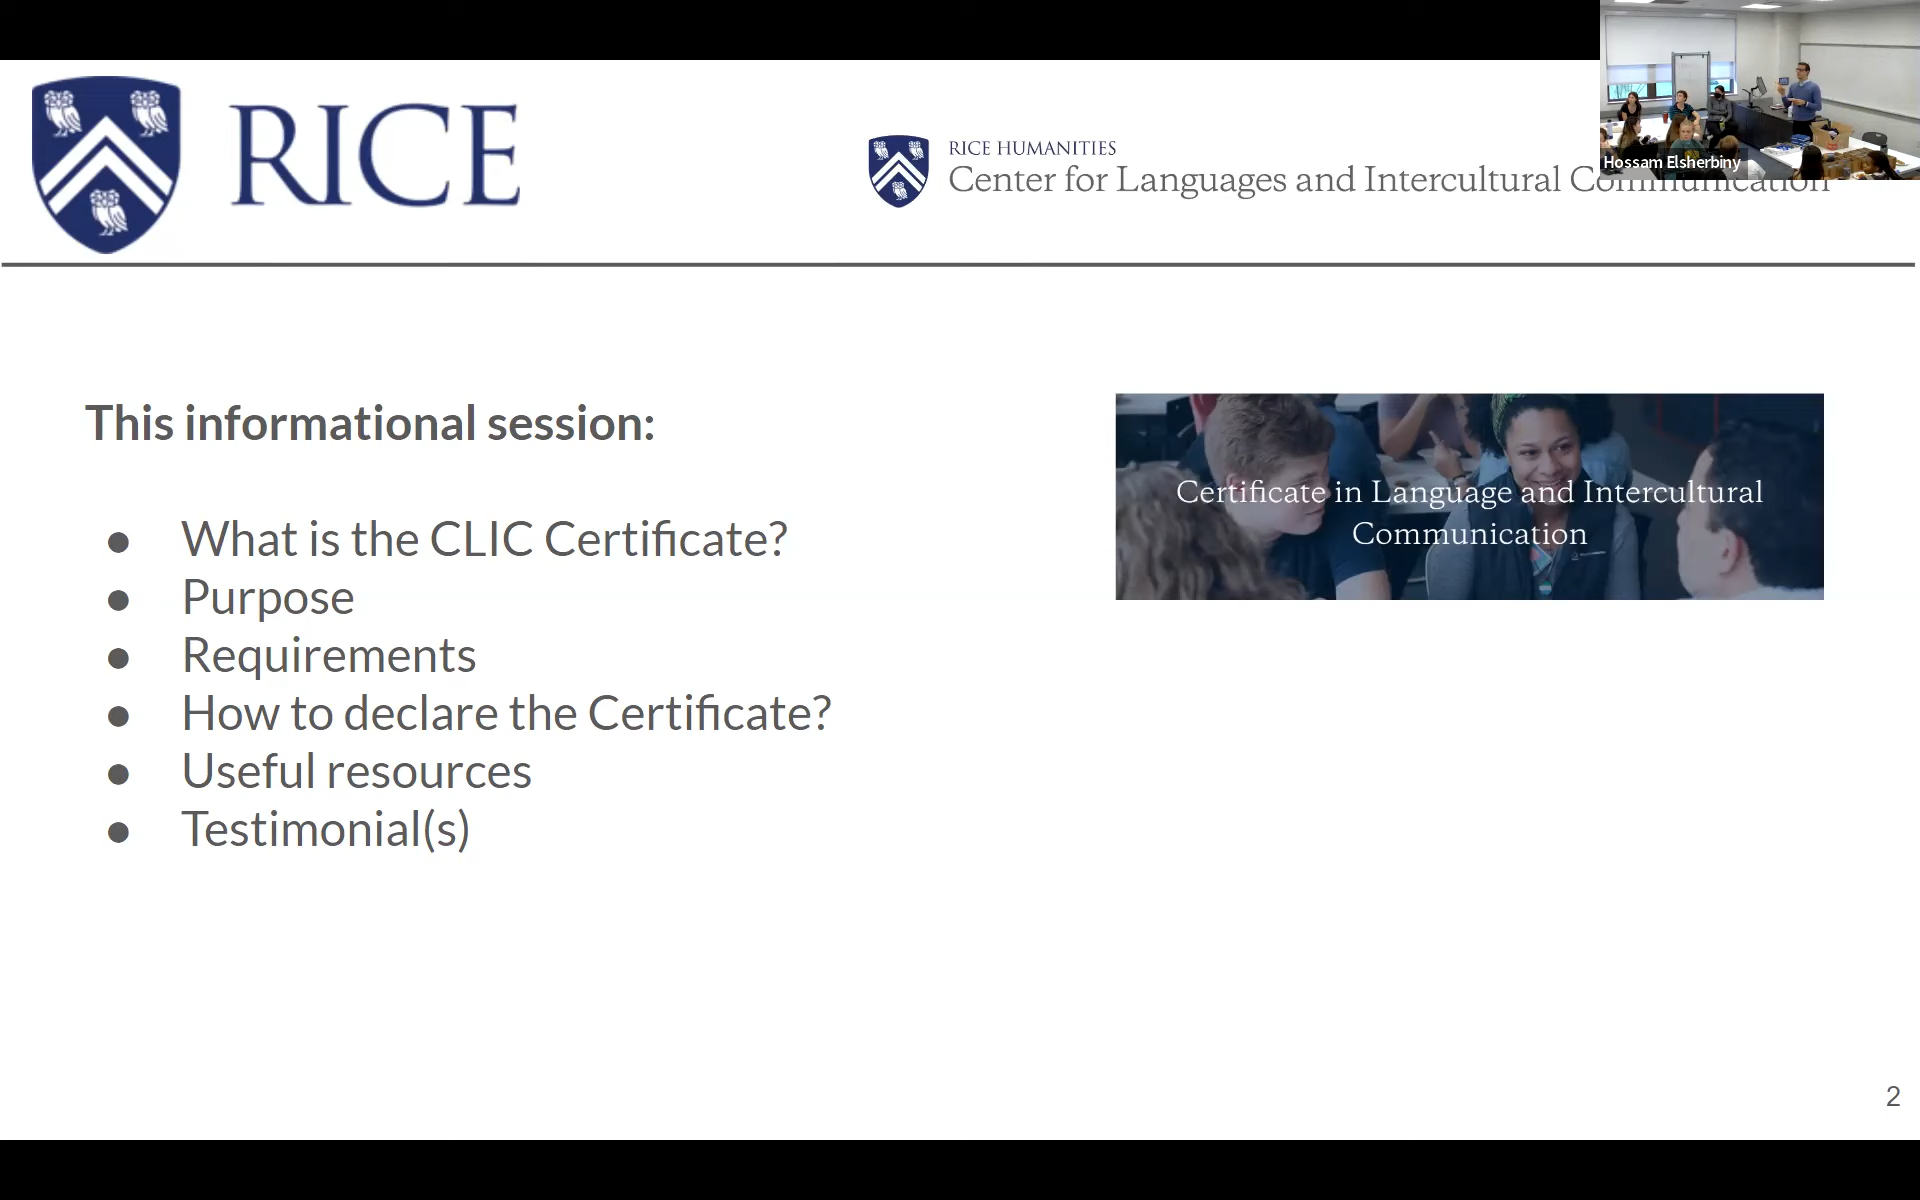 RICE
RICE HUMANITIES
Center for Languages and Intercultural Communication
Hossam Elsherbiny
This informational session:
● What is the CLIC Certificate?
● Purpose
● Requirements
● How to declare the Certificate?
● Useful resources
● Testimonial(s)
Certificate in Language and Intercultural
Communication
2